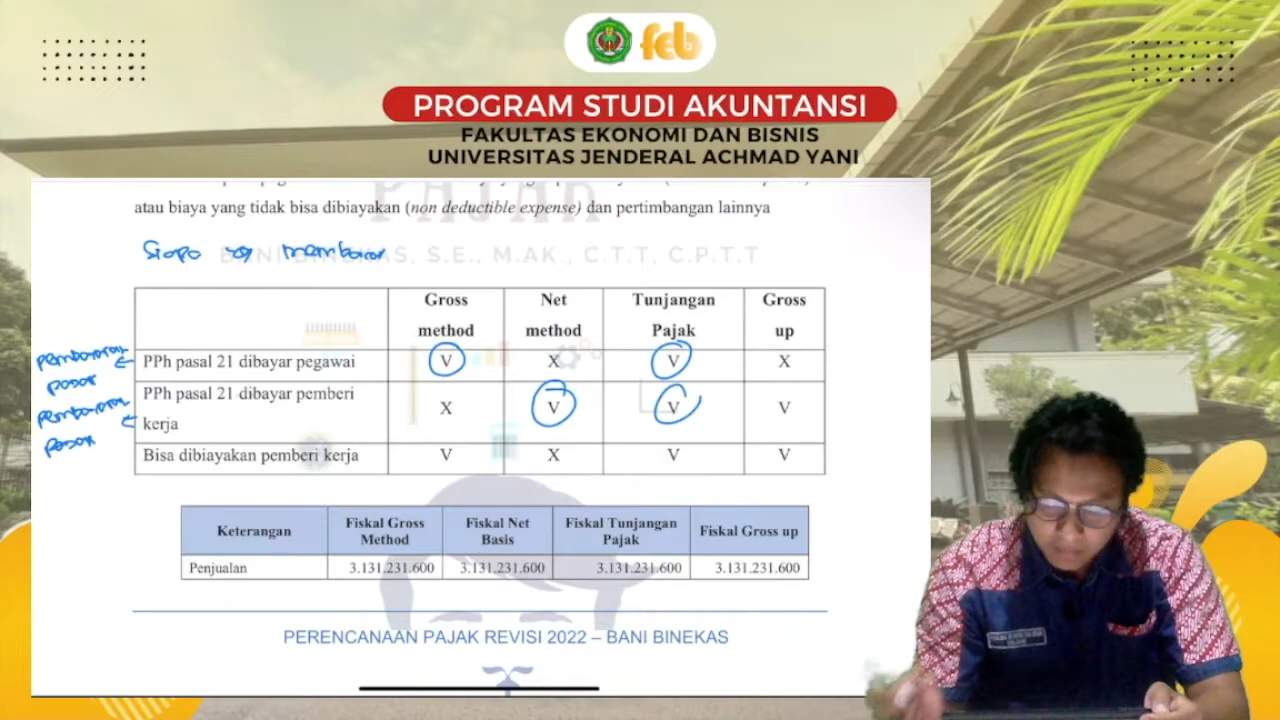 feb
PROGRAM STUDI AKUNTANSI
FAKULTAS EKONOMI DAN BISNIS
UNIVERSITAS JENDERAL ACHMAD YANI
PAJAK
atau biaya yang tidak bisa dibiayakan (non deductible expense) dan pertimbangan lainnya
Siapa yg membayar
BANI BINEKAS, S.E., M.AK., C.T.T, C.P.T.T
Gross method Net method Tunjangan Pajak Gross up
PPh pasal 21 dibayar pegawai V X V X
PPh pasal 21 dibayar pemberi kerja X V V V
Bisa dibiayakan pemberi kerja V X V V
Keterangan Fiskal Gross Method Fiskal Net Basis Fiskal Tunjangan Pajak Fiskal Gross up
Penjualan 3.131.231.600 3.131.231.600 3.131.231.600 3.131.231.600
PERENCANAAN PAJAK REVISI 2022 – BANI BINEKAS